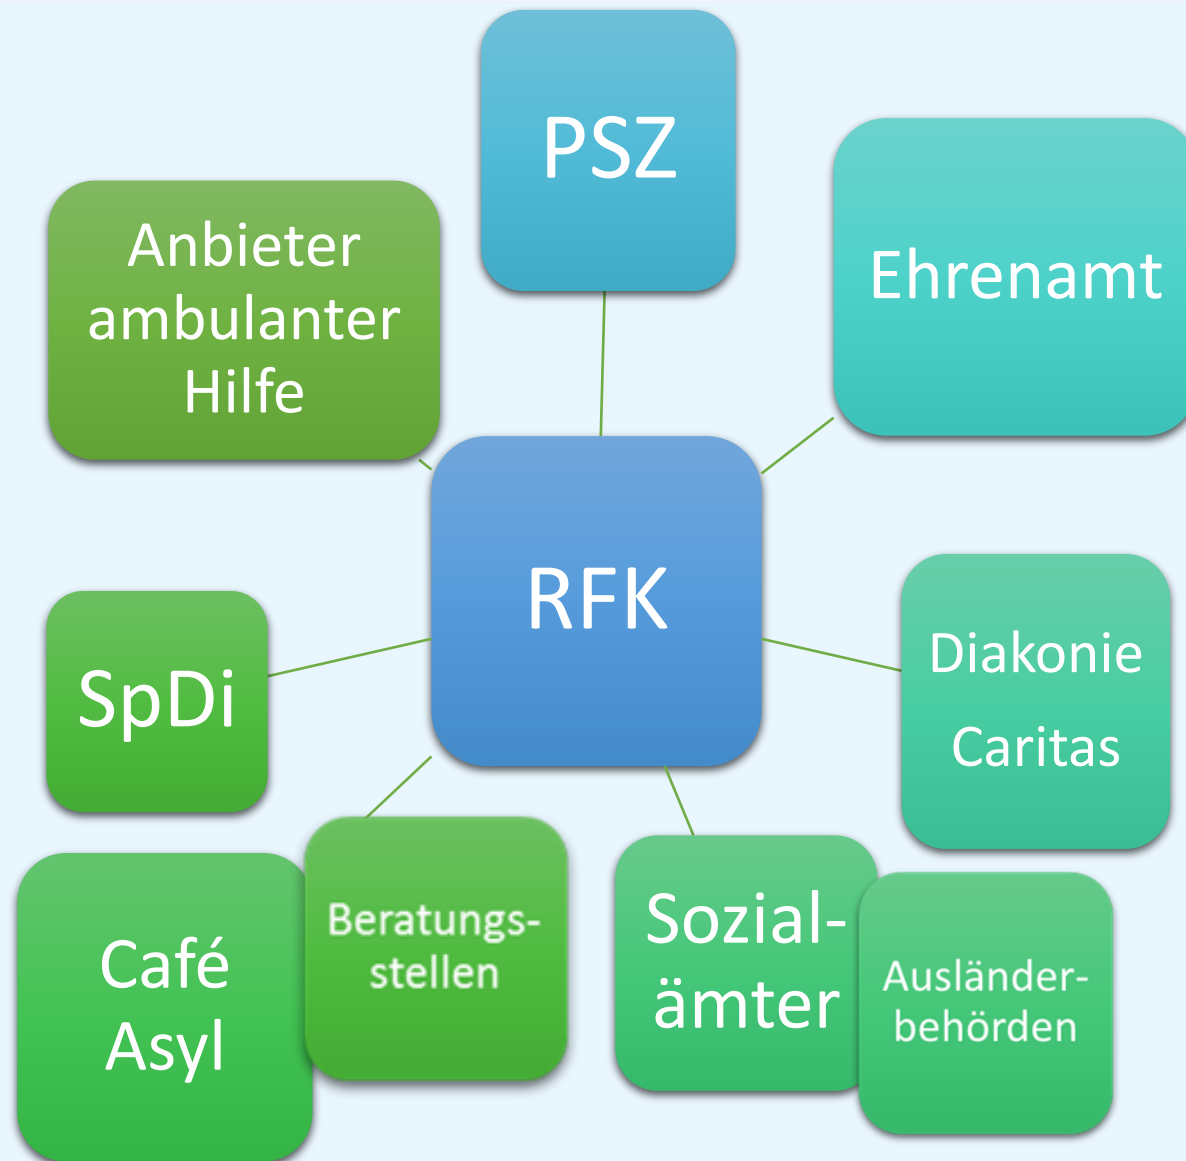 PSZ
Anbieter
ambulanter
Hilfe
Ehrenamt
RFK
SpDi
Diakonie
Caritas
Café
Asyl
Beratungs-
stellen
Sozial-
ämter
Ausländer-
behörden